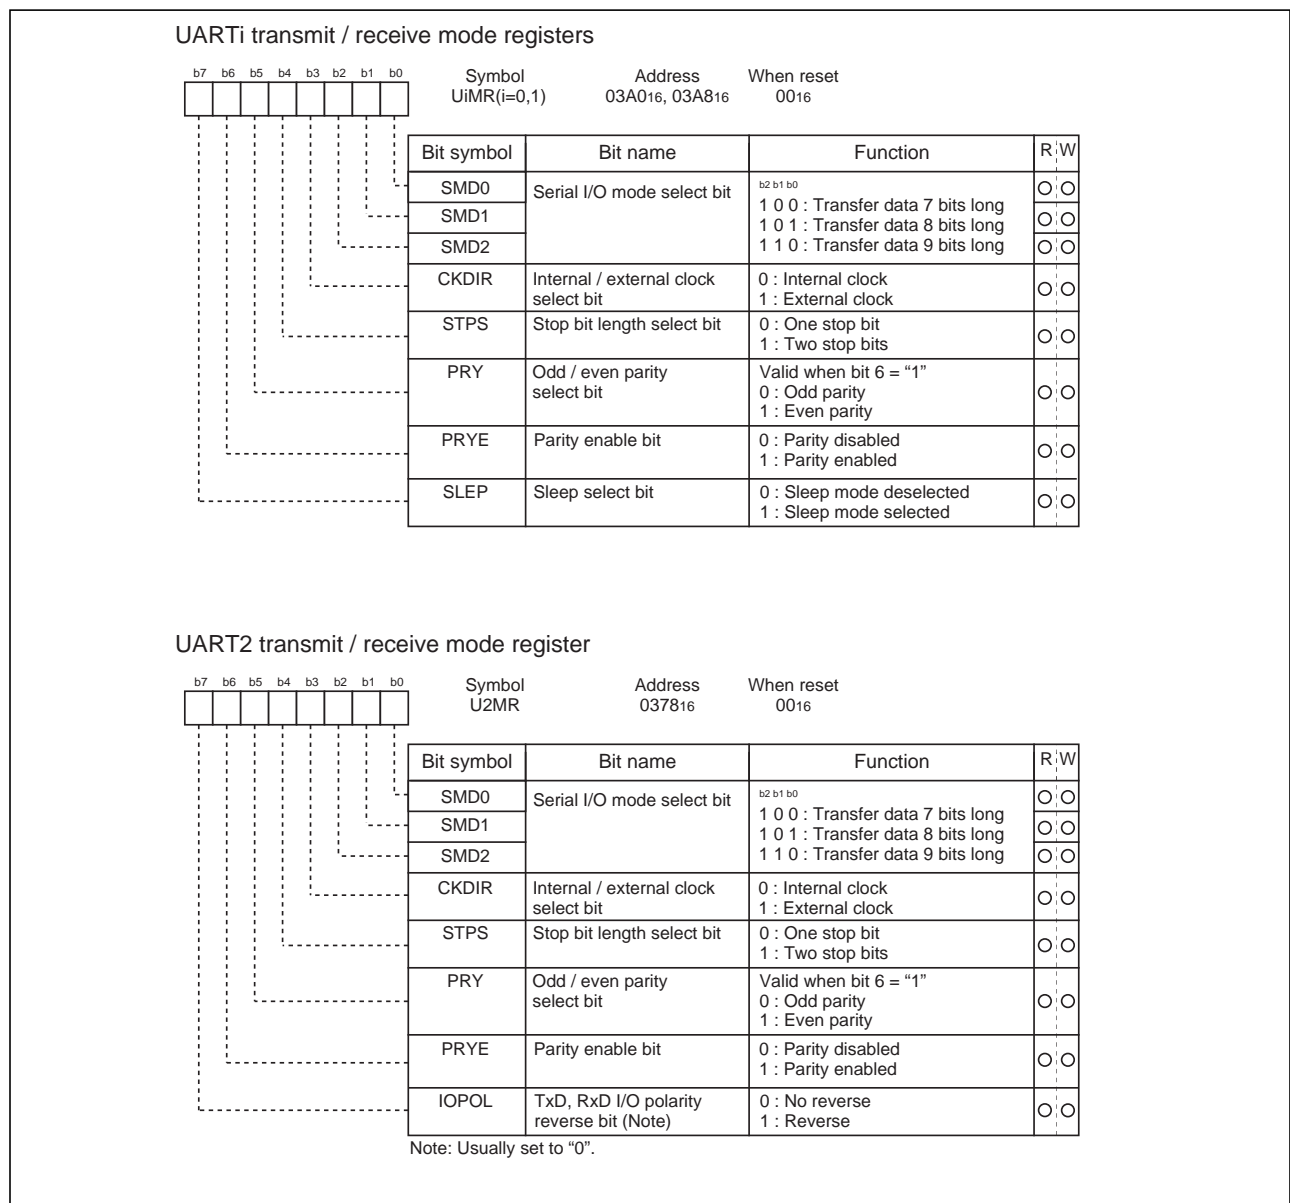 UARTi transmit / receive mode registers
b7 b6 b5 b4 b3 b2 b1 b0
Symbol Address When reset
UiMR(i=0,1) 03A016, 03A816 0016
Bit symbol Bit name Function R W
SMD0 Serial I/O mode select bit b2 b1 b0
1 0 0 : Transfer data 7 bits long
SMD1 1 0 1 : Transfer data 8 bits long
SMD2 1 1 0 : Transfer data 9 bits long
CKDIR Internal / external clock 0 : Internal clock
select bit 1 : External clock
STPS Stop bit length select bit 0 : One stop bit
1 : Two stop bits
PRY Odd / even parity Valid when bit 6 = “1”
select bit 0 : Odd parity
1 : Even parity
PRYE Parity enable bit 0 : Parity disabled
1 : Parity enabled
SLEP Sleep select bit 0 : Sleep mode deselected
1 : Sleep mode selected
UART2 transmit / receive mode register
b7 b6 b5 b4 b3 b2 b1 b0
Symbol Address When reset
U2MR 037816 0016
Bit symbol Bit name Function R W
SMD0 Serial I/O mode select bit b2 b1 b0
1 0 0 : Transfer data 7 bits long
SMD1 1 0 1 : Transfer data 8 bits long
SMD2 1 1 0 : Transfer data 9 bits long
CKDIR Internal / external clock 0 : Internal clock
select bit 1 : External clock
STPS Stop bit length select bit 0 : One stop bit
1 : Two stop bits
PRY Odd / even parity Valid when bit 6 = “1”
select bit 0 : Odd parity
1 : Even parity
PRYE Parity enable bit 0 : Parity disabled
1 : Parity enabled
IOPOL TxD, RxD I/O polarity 0 : No reverse
reverse bit (Note) 1 : Reverse
Note: Usually set to “0”.